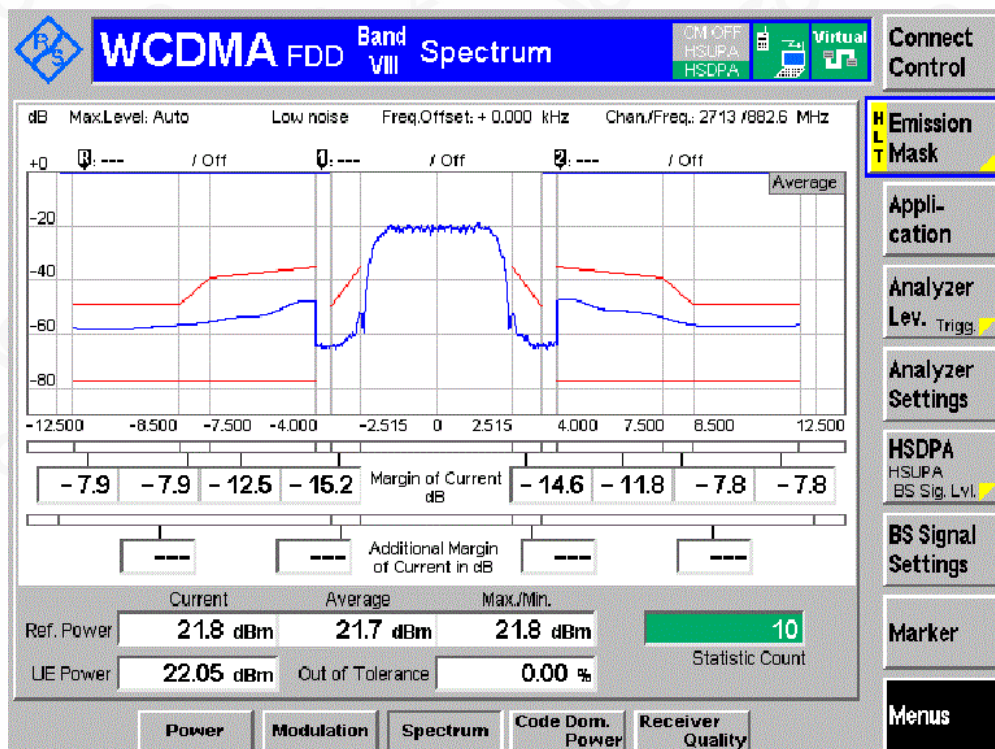 R/S WCDMA FDD Band VIII Spectrum
CM OFF
HSUPA
HSDPA
Virtual
Connect Control
dB Max.Level: Auto Low noise Freq.Offset: + 0.000 kHz Chan./Freq.: 2713 /882.6 MHz
HLT Emission Mask
R: --- / Off 1: --- / Off 2: --- / Off
Average
+0
-20
-40
-60
-80
-12.500 -8.500 -7.500 -4.000 -2.515 0 2.515 4.000 7.500 8.500 12.500
Appli-
cation
Analyzer
Lev. Trigg.
Analyzer
Settings
HSDPA
HSUPA
BS Sig. Lvl.
BS Signal
Settings
Marker
Menus
- 7.9 - 7.9 - 12.5 - 15.2 Margin of Current dB - 14.6 - 11.8 - 7.8 - 7.8
--- --- Additional Margin of Current in dB --- ---
Current Average Max./Min.
Ref. Power 21.8 dBm 21.7 dBm 21.8 dBm 10
Statistic Count
UE Power 22.05 dBm Out of Tolerance 0.00 %
Power Modulation Spectrum Code Dom. Power Receiver Quality